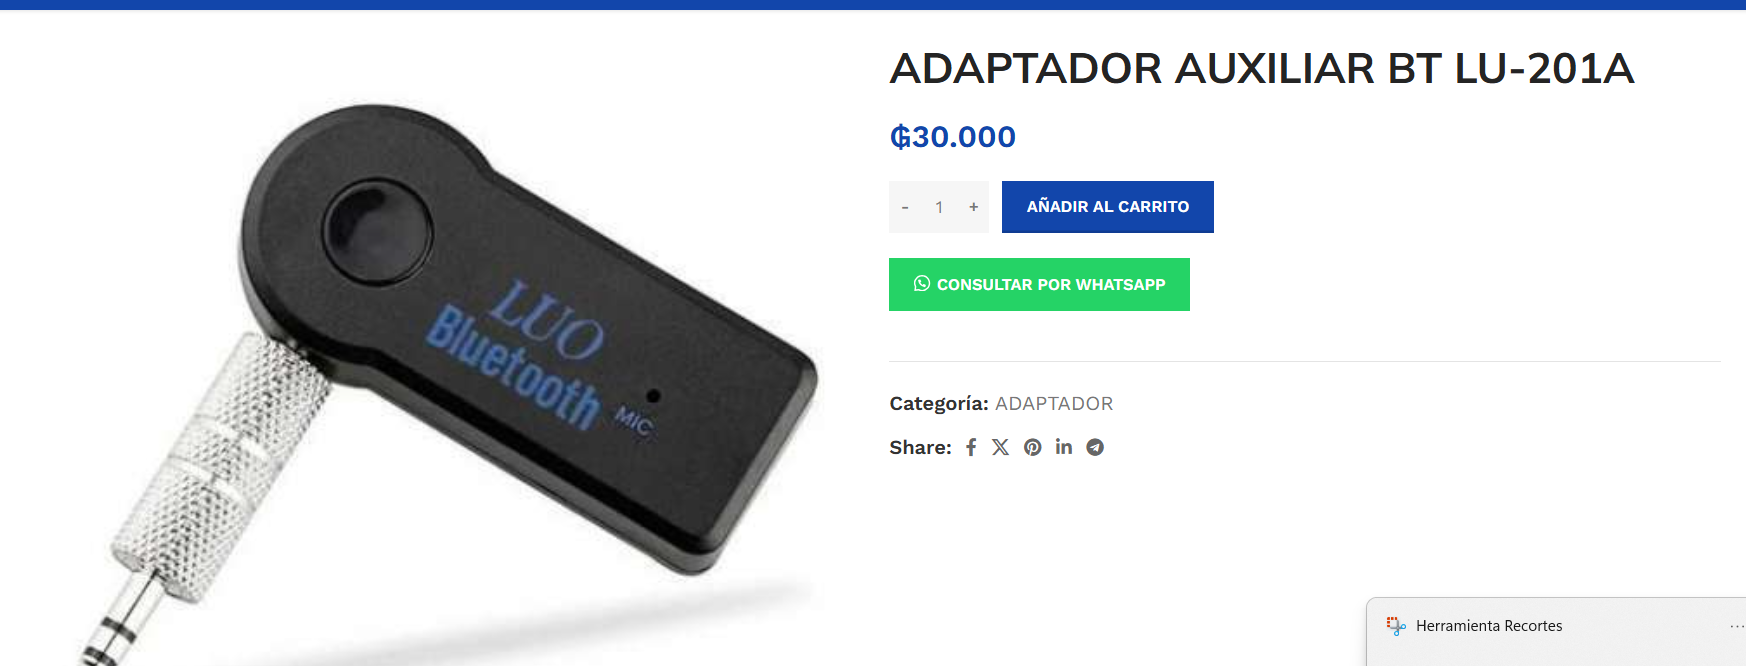 ADAPTADOR AUXILIAR BT LU-201A
₲30.000
- 1 +
AÑADIR AL CARRITO
CONSULTAR POR WHATSAPP
Categoría: ADAPTADOR
Share:
LUO
Bluetooth
MIC
Herramienta Recortes